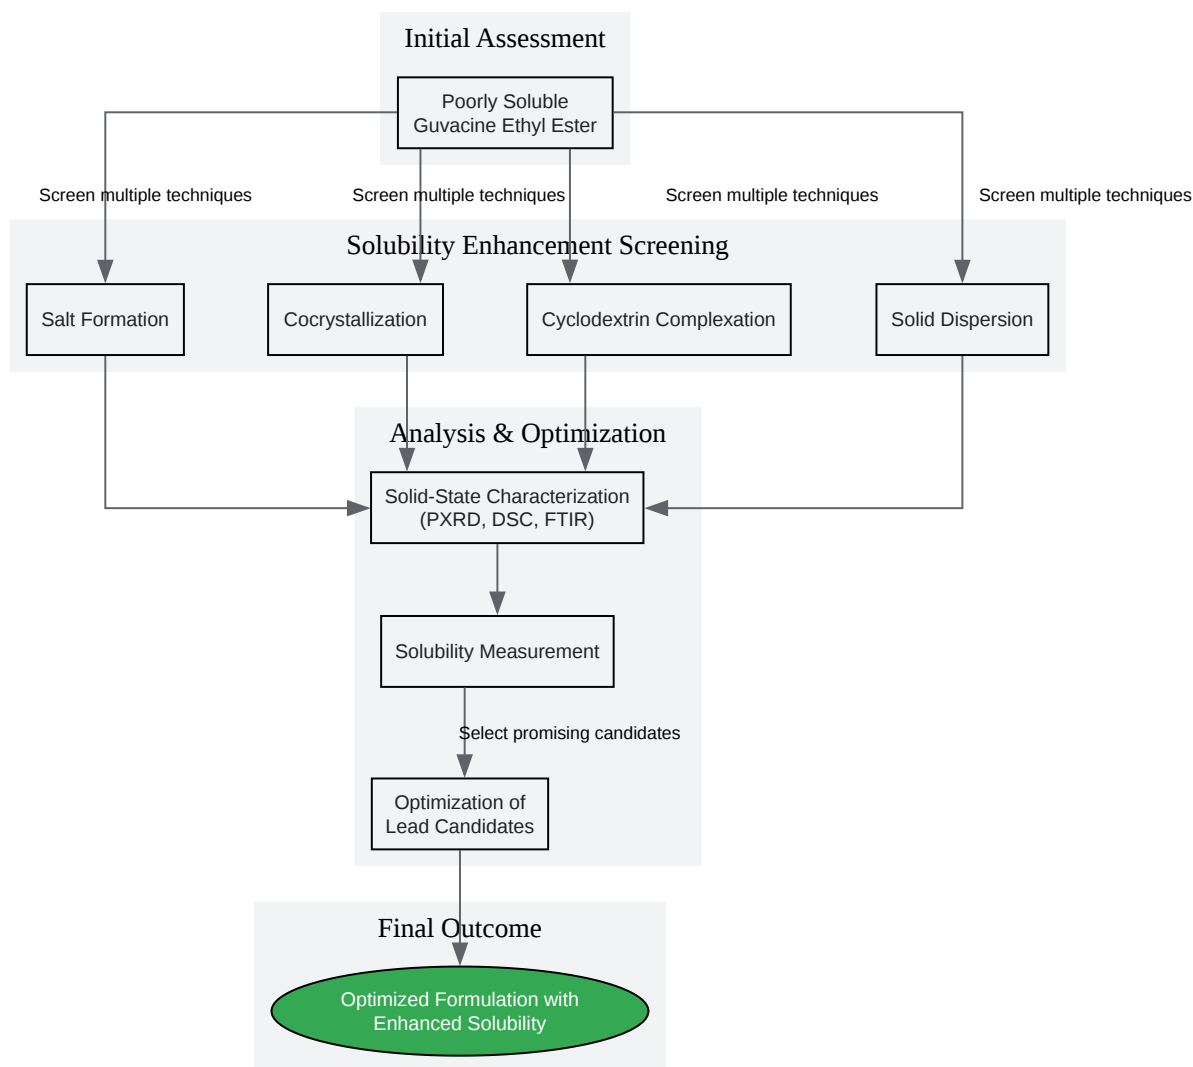 Initial Assessment
Poorly Soluble
Guvacine Ethyl Ester
Screen multiple techniques
Screen multiple techniques
Screen multiple techniques
Screen multiple techniques
Solubility Enhancement Screening
Salt Formation
Cocrystallization
Cyclodextrin Complexation
Solid Dispersion
Analysis & Optimization
Solid-State Characterization
(PXRD, DSC, FTIR)
Solubility Measurement
Select promising candidates
Optimization of
Lead Candidates
Final Outcome
Optimized Formulation with
Enhanced Solubility